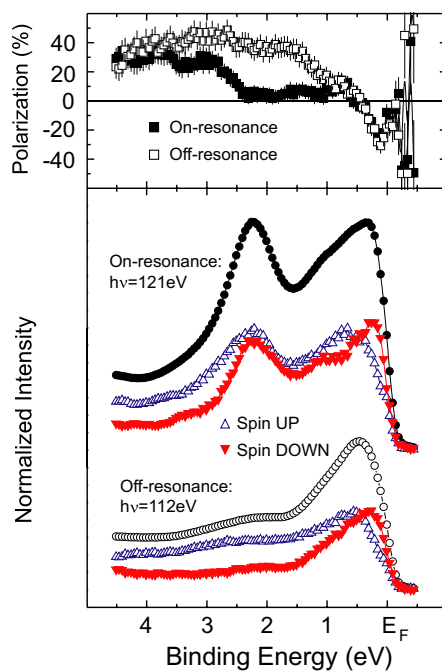 Polarization (%)
40
20
0
-20
-40
On-resonance
Off-resonance
Normalized Intensity
On-resonance:
hν=121eV
Spin UP
Spin DOWN
Off-resonance:
hν=112eV
4 3 2 1 EF
Binding Energy (eV)